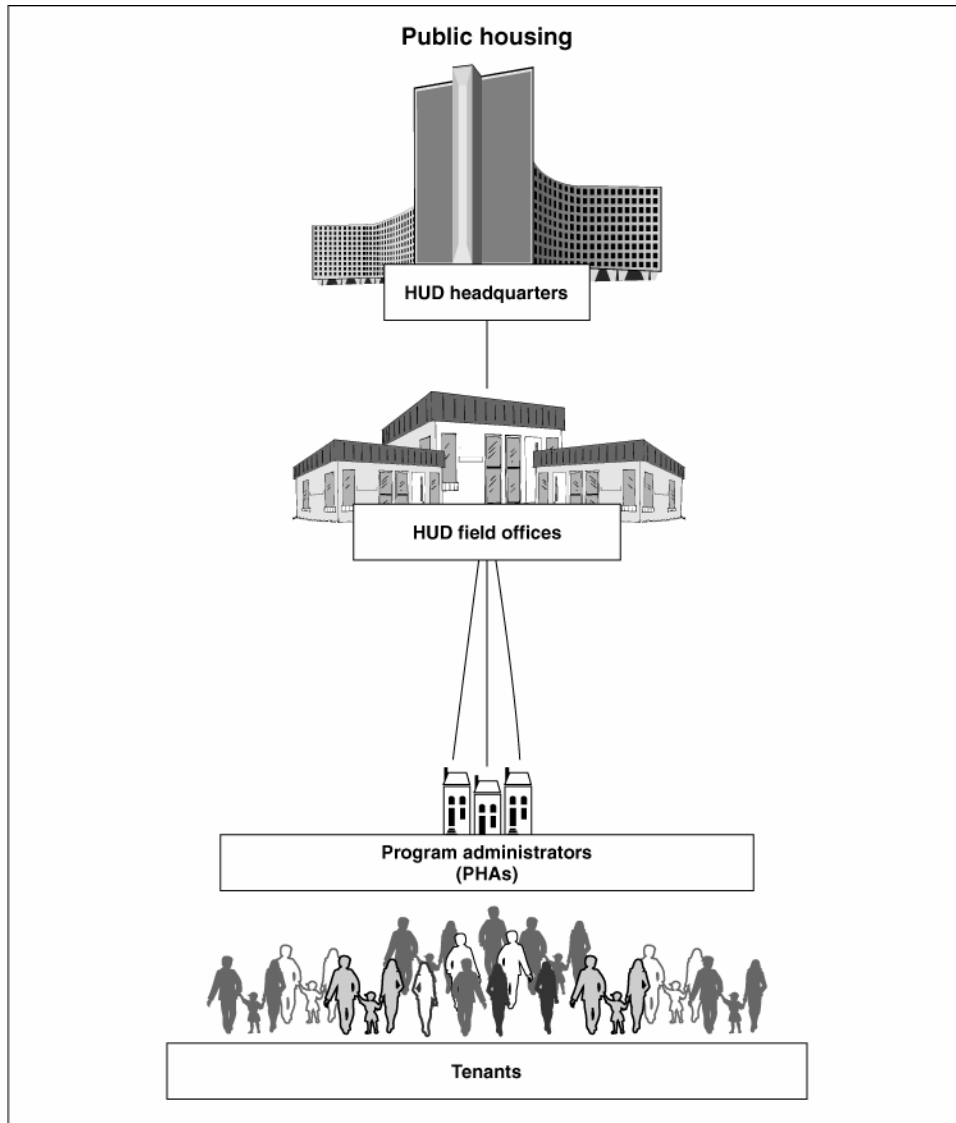 Public housing
HUD headquarters
HUD field offices
Program administrators
(PHAs)
Tenants